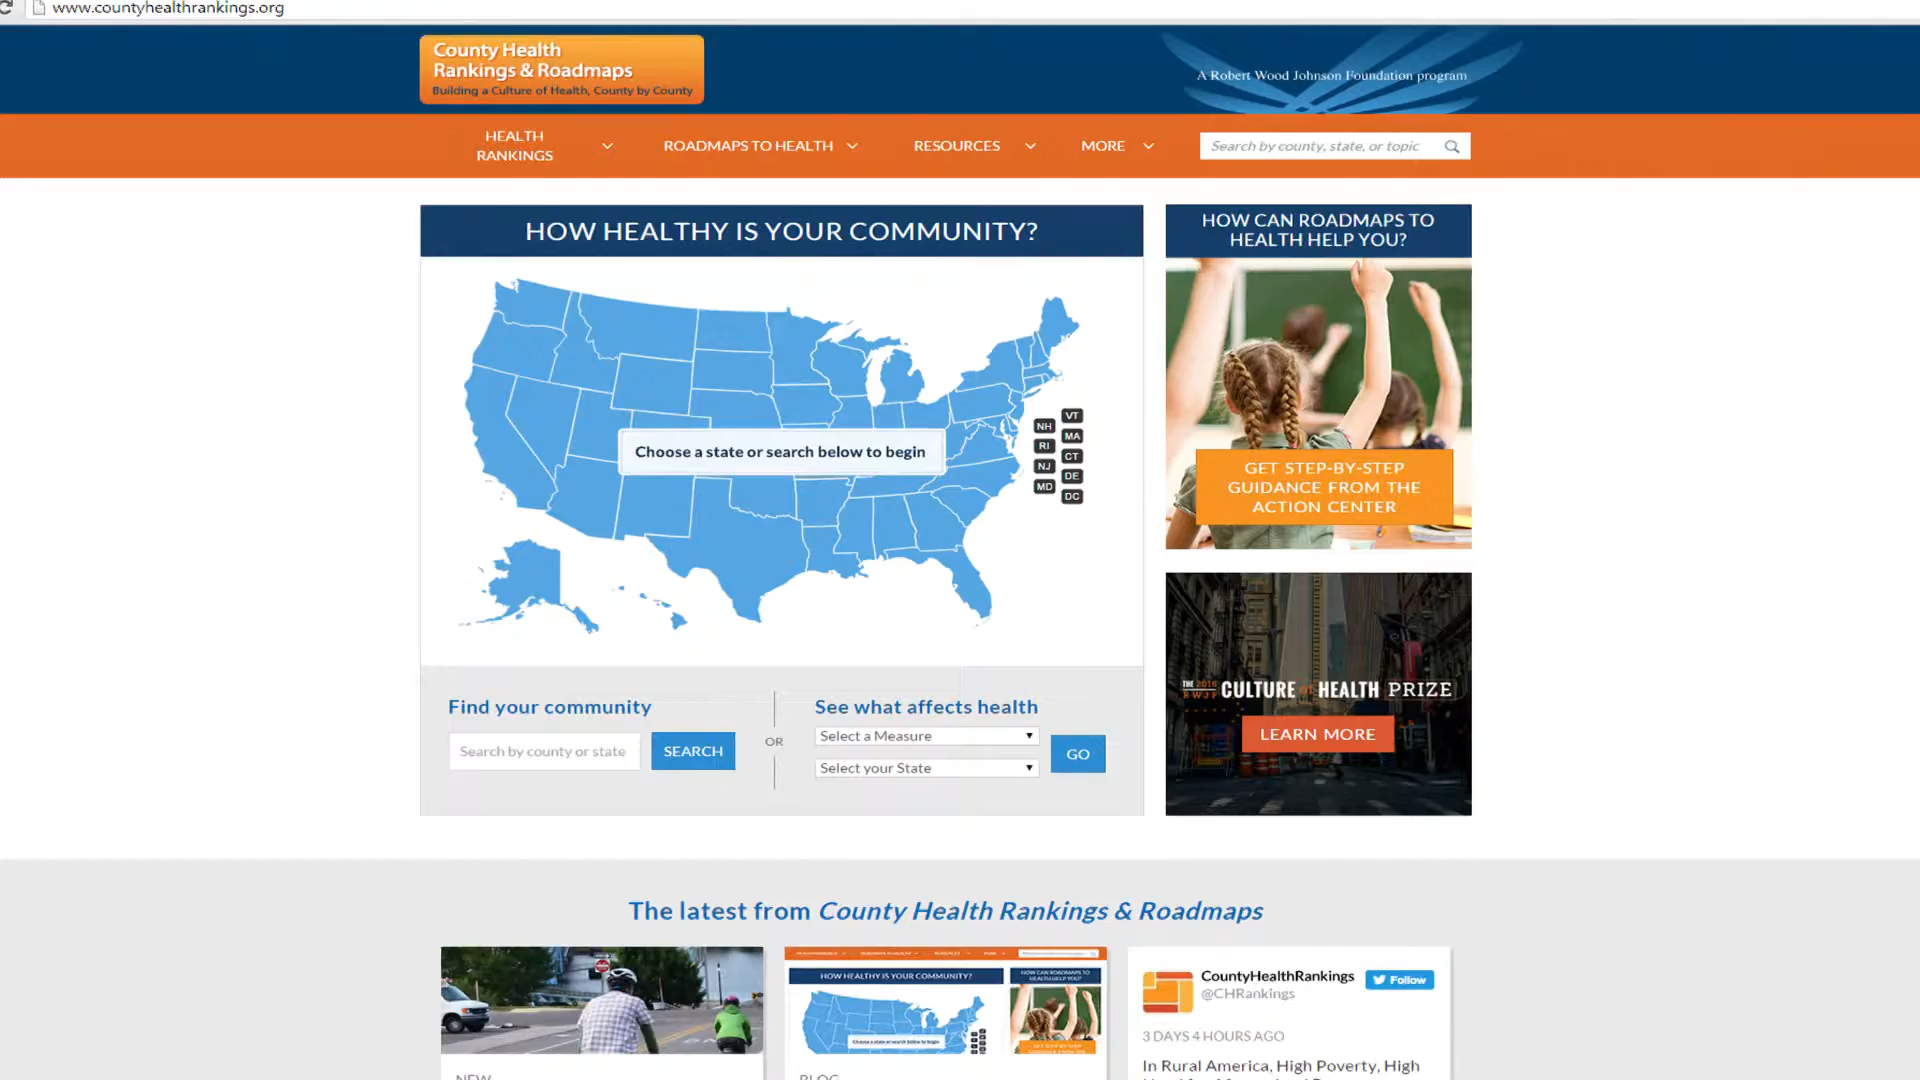 www.countyhealthrankings.org
County Health
Rankings & Roadmaps
Building a Culture of Health, County by County
A Robert Wood Johnson Foundation program
HEALTH
RANKINGS
ROADMAPS TO HEALTH
RESOURCES
MORE
Search by county, state, or topic
HOW HEALTHY IS YOUR COMMUNITY?
Choose a state or search below to begin
VT
NH
MA
RI
CT
NJ
DE
MD
DC
Find your community
Search by county or state
SEARCH
OR
See what affects health
Select a Measure
Select your State
GO
HOW CAN ROADMAPS TO
HEALTH HELP YOU?
GET STEP-BY-STEP
GUIDANCE FROM THE
ACTION CENTER
THE 2016
RWJF
CULTURE of HEALTH PRIZE
LEARN MORE
The latest from County Health Rankings & Roadmaps
NEW
HOW HEALTHY IS YOUR COMMUNITY?
HOW CAN ROADMAPS TO
HEALTH HELP YOU?
Choose a state or search below to begin
BLOG
CountyHealthRankings
@CHRankings
Follow
3 DAYS 4 HOURS AGO
In Rural America, High Poverty, High